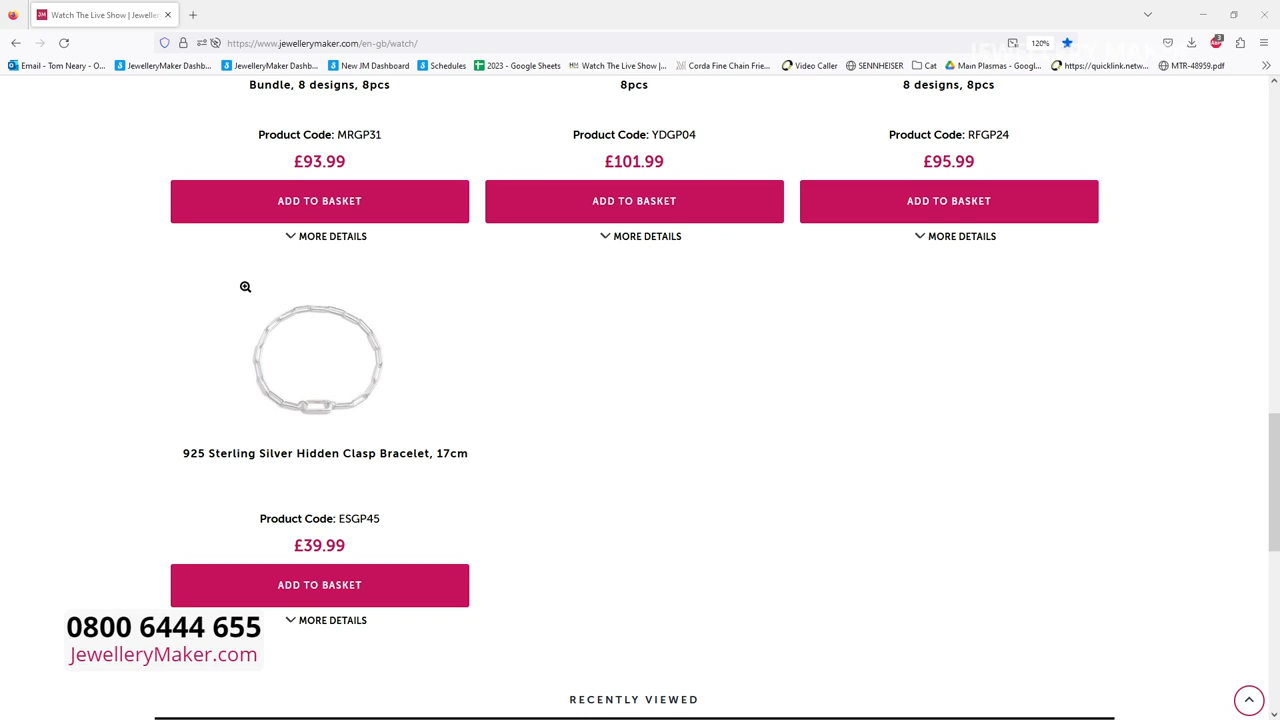 Watch The Live Show | Jeweller
https://www.jewellerymaker.com/en-gb/watch/
120%
3
Email - Tom Neary - O...
JewelleryMaker Dashb...
JewelleryMaker Dashb...
New JM Dashboard
Schedules
2023 - Google Sheets
Watch The Live Show |...
Corda Fine Chain Frie...
Video Caller
SENNHEISER
Cat
Main Plasmas - Googl...
https://quicklink.netw...
MTR-48959.pdf
Bundle, 8 designs, 8pcs
8pcs
8 designs, 8pcs
Product Code: MRGP31
Product Code: YDGP04
Product Code: RFGP24
£93.99
£101.99
£95.99
ADD TO BASKET
ADD TO BASKET
ADD TO BASKET
MORE DETAILS
MORE DETAILS
MORE DETAILS
925 Sterling Silver Hidden Clasp Bracelet, 17cm
Product Code: ESGP45
£39.99
ADD TO BASKET
MORE DETAILS
0800 6444 655
JewelleryMaker.com
RECENTLY VIEWED